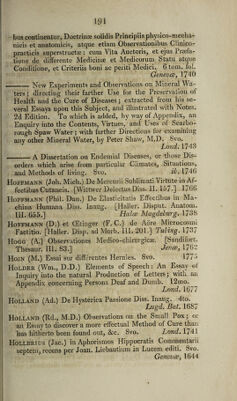 191
bus continenter, Doctrinæ solidis Principiis physico-mecha-
nicis et anatomicis, atque etiam Observationibus Clinico-
practicis superstructæ: cum Vita Auctoris, et ejus Præfa-
tione de differente Medicinæ et Medicorum Statu atque
Conditione, et Criteriis boni ac periti Medici. 6 tom. fol.
Genevæ, 1740
——— New Experiments and Observations on Mineral Wa-
ters; directing their farther Use for the Preservation of
Health and the Cure of Diseases; extracted from his se-
veral Essays upon this Subject, and illustrated with Notes.
2d Edition. To which is added, by way of Appendix, an
Enquiry into the Contents, Virtues, and Uses of Scarbo-
rough Spaw Water; with further Directions for examining
any other Mineral Water, by Peter Shaw, M.D. 8vo.
Lond. 1743
——— A Dissertation on Endemial Diseases, or those Dis-
orders which arise from particular Climates, Situations,
and Methods of living. 8vo. ib. 1746
HOFFMANN (Joh. Mich.) De Mercurii Sublimati Virtute in Af-
fectibus Cutaneis. [Wittwer Delectus Diss. II. 157.] 1766
HOFFMANN (Phil. Dan.) De Elasticitatis Effectibus in Ma-
china Humana Diss. Inaug. [Haller. Disput. Anatom.
III. 655.] Halæ Magdeburg. 1738
HOFFMANN (D.) et Œtinger (F. C.) de Aëre Microcosmi
Factitio. [Haller. Disp. ad Morb. III. 201.] Tubing. 1737
HOGG (A.) Observationes Medico-chirurgicæ. [Sandifort.
Thesaur. III. 83.] Jenæ, 1762
HOIN (M.) Essai sur differentes Hernies. 8vo. 1775
HOLDER (Wm., D.D.) Elements of Speech: An Essay of
Inquiry into the natural Production of Letters; with an
Appendix concerning Persons Deaf and Dumb. 12mo.
Lond. 1677
HOLLAND (Ad.) De Hysterica Passione Diss. Inaug. 4to.
Lugd. Bat. 1687
HOLLAND (Rd., M.D.) Observations on the Small Pox; or
an Essay to discover a more effectual Method of Cure than
has hitherto been found out, &c. 8vo. Lond. 1741
HOLLERIUS (Jac.) in Aphorismos Hippocratis Commentarii
septem, recens per Joan. Liebautium in Lucem editi. 8vo.
Genevæ, 1644